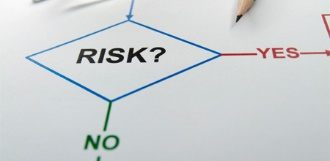 RISK?
YES
NO